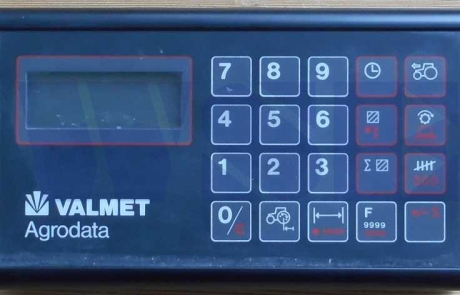 7 8 9
4 5 6
1 2 3 Σ
VALMET
Agrodata
0/ F
9999